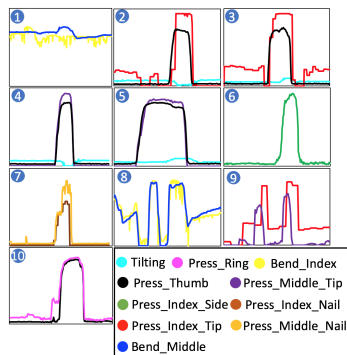 1
2
3
4
5
6
7
8
9
10
Tilting Press_Ring Bend_Index
Press_Thumb Press_Middle_Tip
Press_Index_Side Press_Index_Nail
Press_Index_Tip Press_Middle_Nail
Bend_Middle